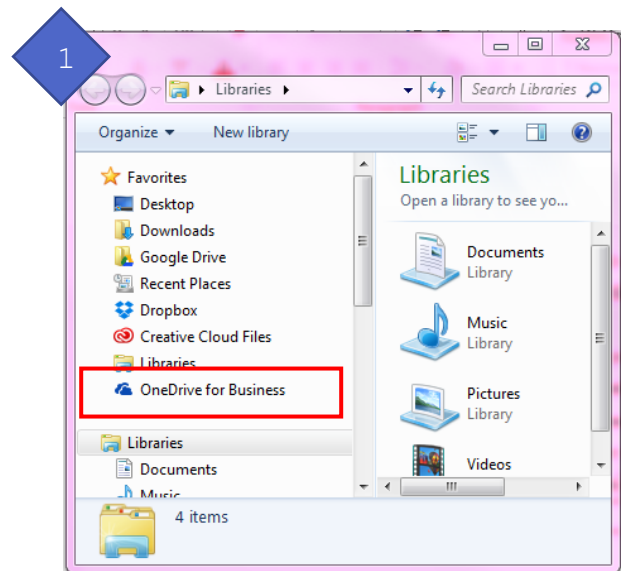 1
Libraries
Search Libraries
Organize New library
Favorites
Desktop
Downloads
Google Drive
Recent Places
Dropbox
Creative Cloud Files
Libraries
OneDrive for Business
Libraries
Documents
Music
Libraries
Open a library to see yo...
Documents
Library
Music
Library
Pictures
Library
Videos
4 items